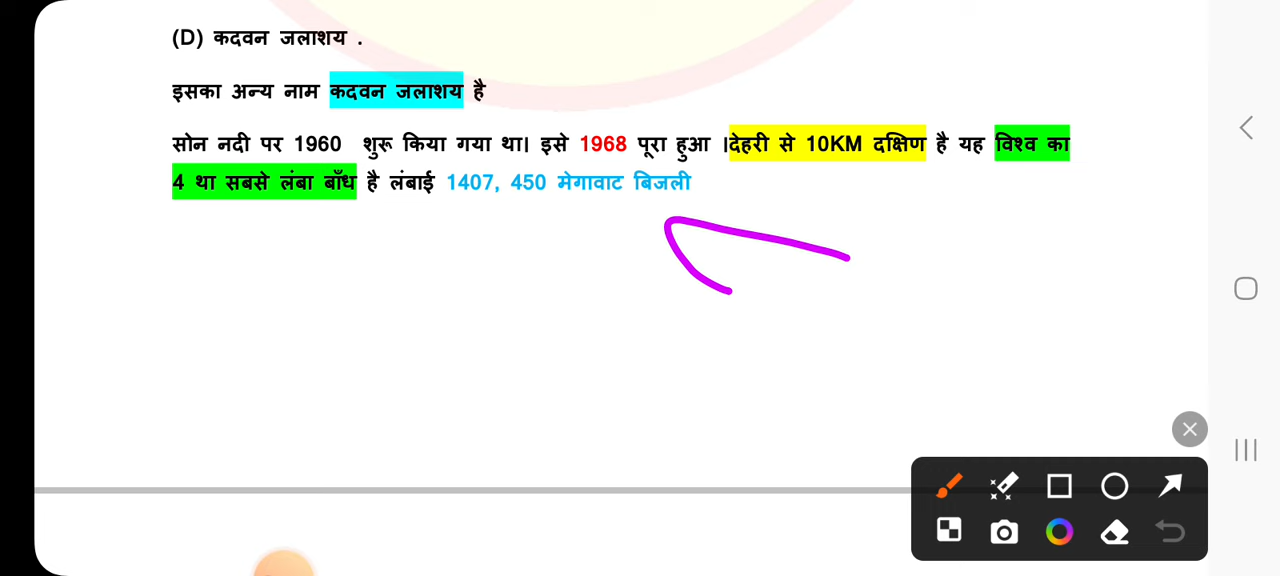 (D) कदवन जलाशय .
इसका अन्य नाम कदवन जलाशय है
सोन नदी पर 1960 शुरू किया गया था। इसे 1968 पूरा हुआ ।देहरी से 10KM दक्षिण है यह विश्व का
4 था सबसे लंबा बाँध है लंबाई 1407, 450 मेगावाट बिजली